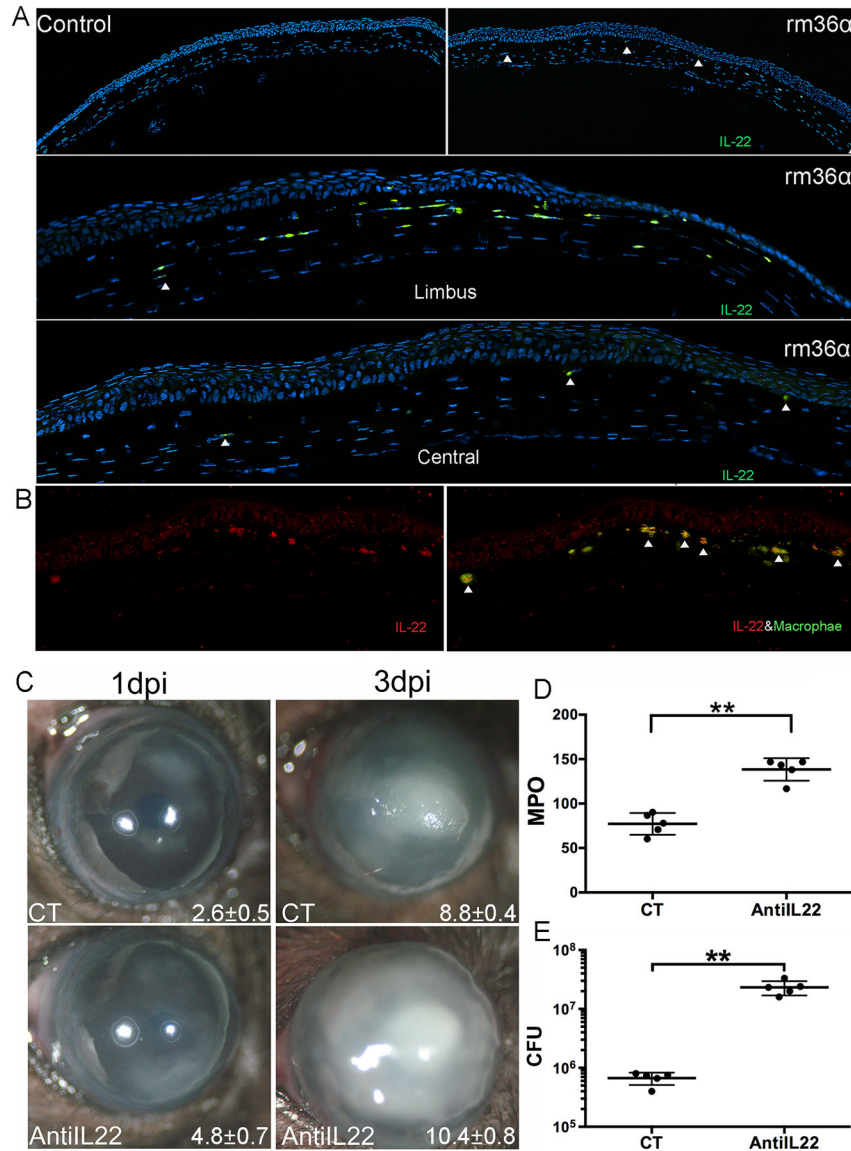 A
Control
rm36α
IL-22
rm36α
Limbus
IL-22
rm36α
Central
IL-22
B
IL-22
IL-22&Macrophae
C
1dpi
3dpi
CT
2.6±0.5
CT
8.8±0.4
AntiIL22
4.8±0.7
AntiIL22
10.4±0.8
D
**
MPO
200
150
100
50
0
CT
AntiIL22
E
**
CFU
10⁸
10⁷
10⁶
10⁵
CT
AntiIL22